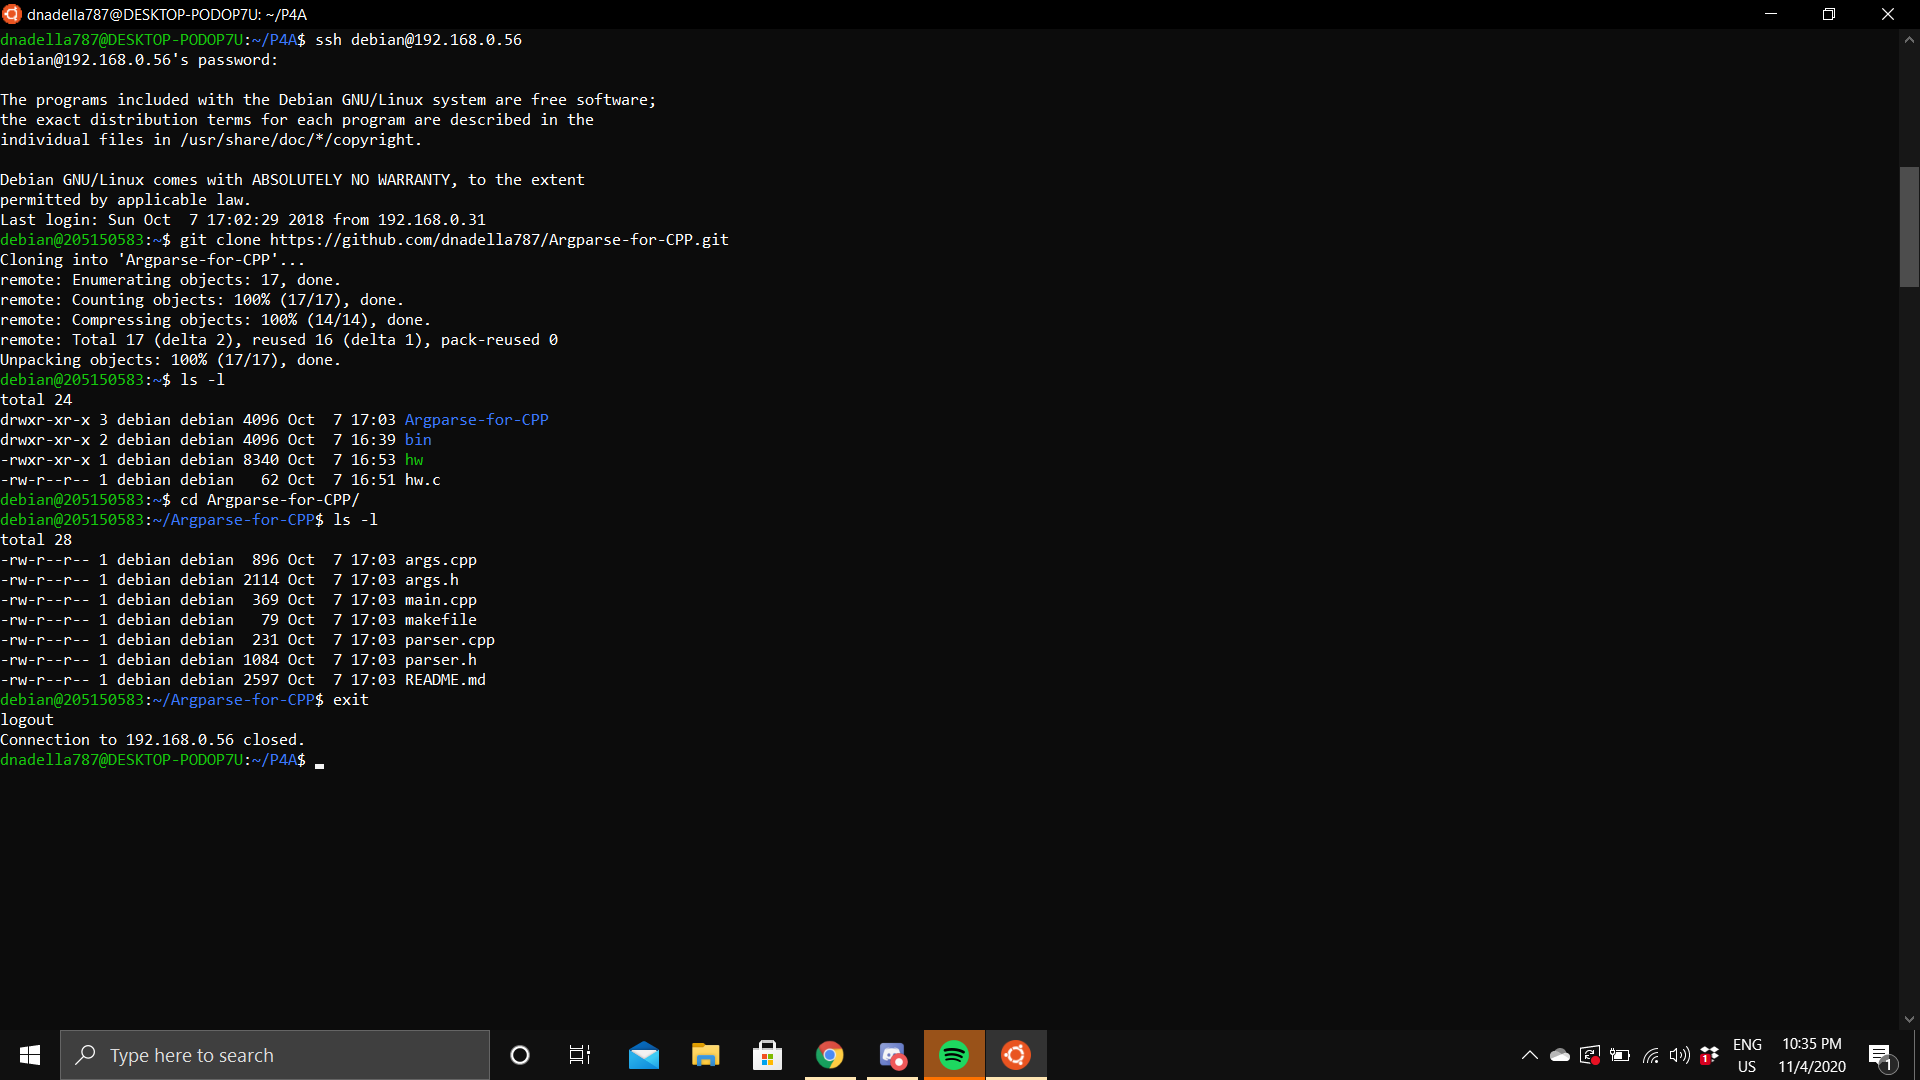 dnadella787@DESKTOP-PODOP7U: ~/P4A
dnadella787@DESKTOP-PODOP7U:~/P4A$ ssh debian@192.168.0.56
debian@192.168.0.56's password:
The programs included with the Debian GNU/Linux system are free software;
the exact distribution terms for each program are described in the
individual files in /usr/share/doc/*/copyright.
Debian GNU/Linux comes with ABSOLUTELY NO WARRANTY, to the extent
permitted by applicable law.
Last login: Sun Oct  7 17:02:29 2018 from 192.168.0.31
debian@205150583:~$ git clone https://github.com/dnadella787/Argparse-for-CPP.git
Cloning into 'Argparse-for-CPP'...
remote: Enumerating objects: 17, done.
remote: Counting objects: 100% (17/17), done.
remote: Compressing objects: 100% (14/14), done.
remote: Total 17 (delta 2), reused 16 (delta 1), pack-reused 0
Unpacking objects: 100% (17/17), done.
debian@205150583:~$ ls -l
total 24
drwxr-xr-x 3 debian debian 4096 Oct  7 17:03 Argparse-for-CPP
drwxr-xr-x 2 debian debian 4096 Oct  7 16:39 bin
-rwxr-xr-x 1 debian debian 8340 Oct  7 16:53 hw
-rw-r--r-- 1 debian debian   62 Oct  7 16:51 hw.c
debian@205150583:~$ cd Argparse-for-CPP/
debian@205150583:~/Argparse-for-CPP$ ls -l
total 28
-rw-r--r-- 1 debian debian  896 Oct  7 17:03 args.cpp
-rw-r--r-- 1 debian debian 2114 Oct  7 17:03 args.h
-rw-r--r-- 1 debian debian  369 Oct  7 17:03 main.cpp
-rw-r--r-- 1 debian debian   79 Oct  7 17:03 makefile
-rw-r--r-- 1 debian debian  231 Oct  7 17:03 parser.cpp
-rw-r--r-- 1 debian debian 1084 Oct  7 17:03 parser.h
-rw-r--r-- 1 debian debian 2597 Oct  7 17:03 README.md
debian@205150583:~/Argparse-for-CPP$ exit
logout
Connection to 192.168.0.56 closed.
dnadella787@DESKTOP-PODOP7U:~/P4A$
Type here to search
1
ENG
US
10:35 PM
11/4/2020
1